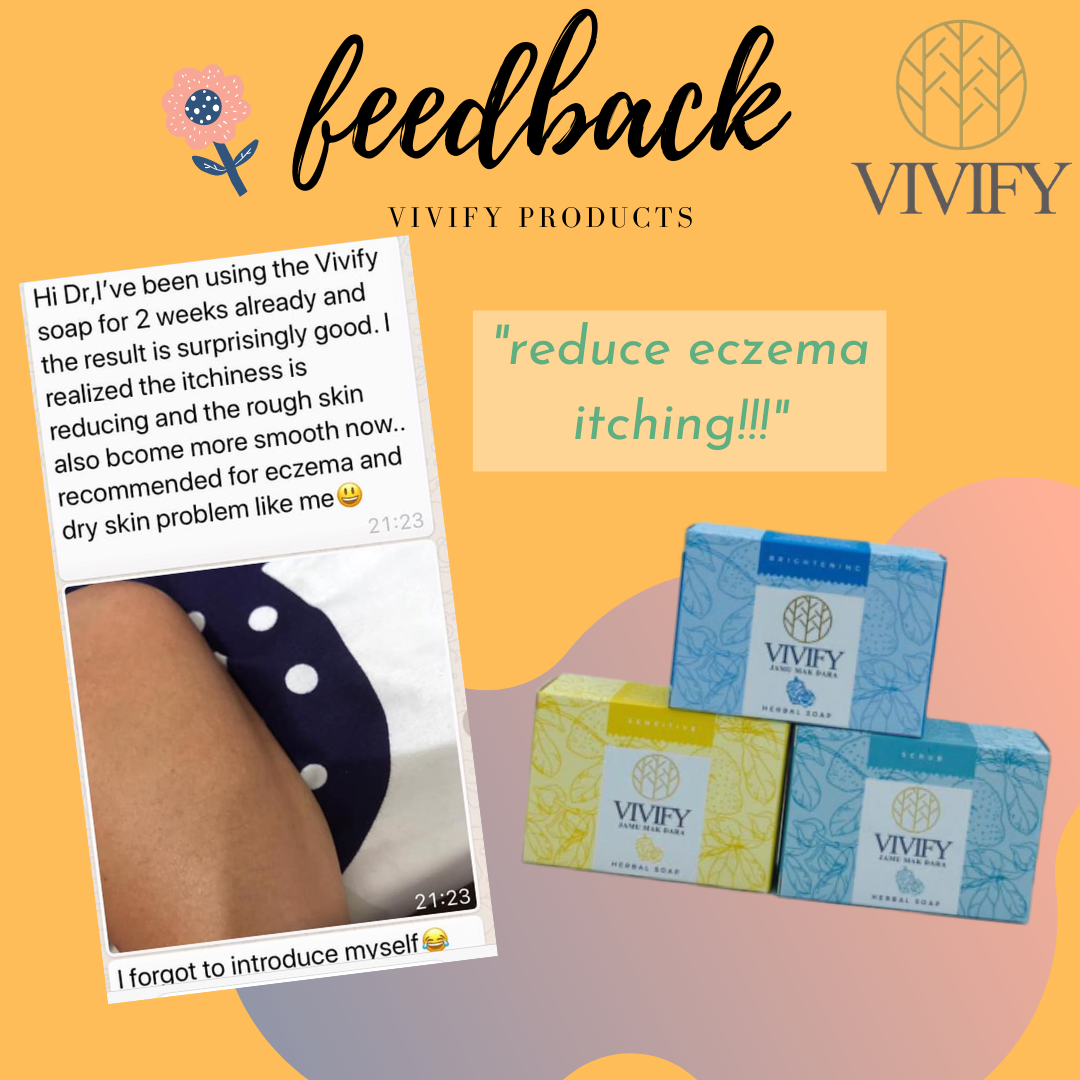 feedback
VIVIFY
VIVIFY PRODUCTS
Hi Dr,I've been using the Vivify
soap for 2 weeks already and
the result is surprisingly good. I
realized the itchiness is
reducing and the rough skin
also bcome more smooth now..
recommended for eczema and
dry skin problem like me😃
21:23
21:23
I forgot to introduce myself😂
"reduce eczema
itching!!!"
BRIGHTENING
VIVIFY
JAMU MAK DARA
HERBAL SOAP
SENSITIVE
VIVIFY
JAMU MAK DARA
HERBAL SOAP
SCRUB
VIVIFY
JAMU MAK DARA
HERBAL SOAP